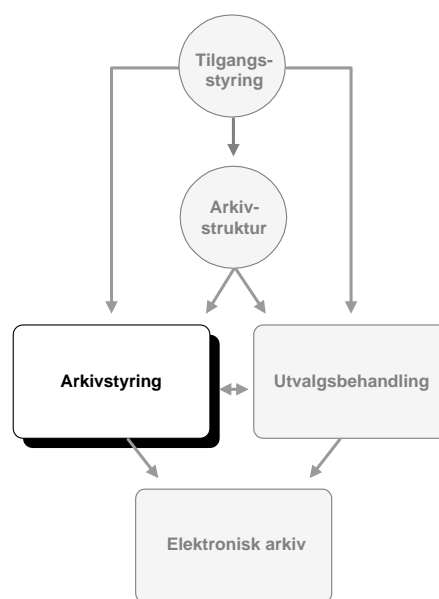 Tilgangs-
styring
Arkiv-
struktur
Arkivstyring
Utvalgsbehandling
Elektronisk arkiv